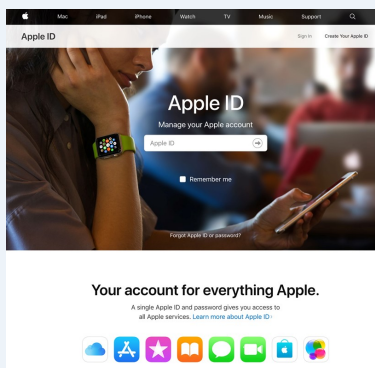 Mac iPad iPhone Watch TV Music Support
Apple ID Sign In Create Your Apple ID
Apple ID
Manage your Apple account
Apple ID
Remember me
Forgot Apple ID or password?
Your account for everything Apple.
A single Apple ID and password gives you access to
all Apple services. Learn more about Apple ID ›